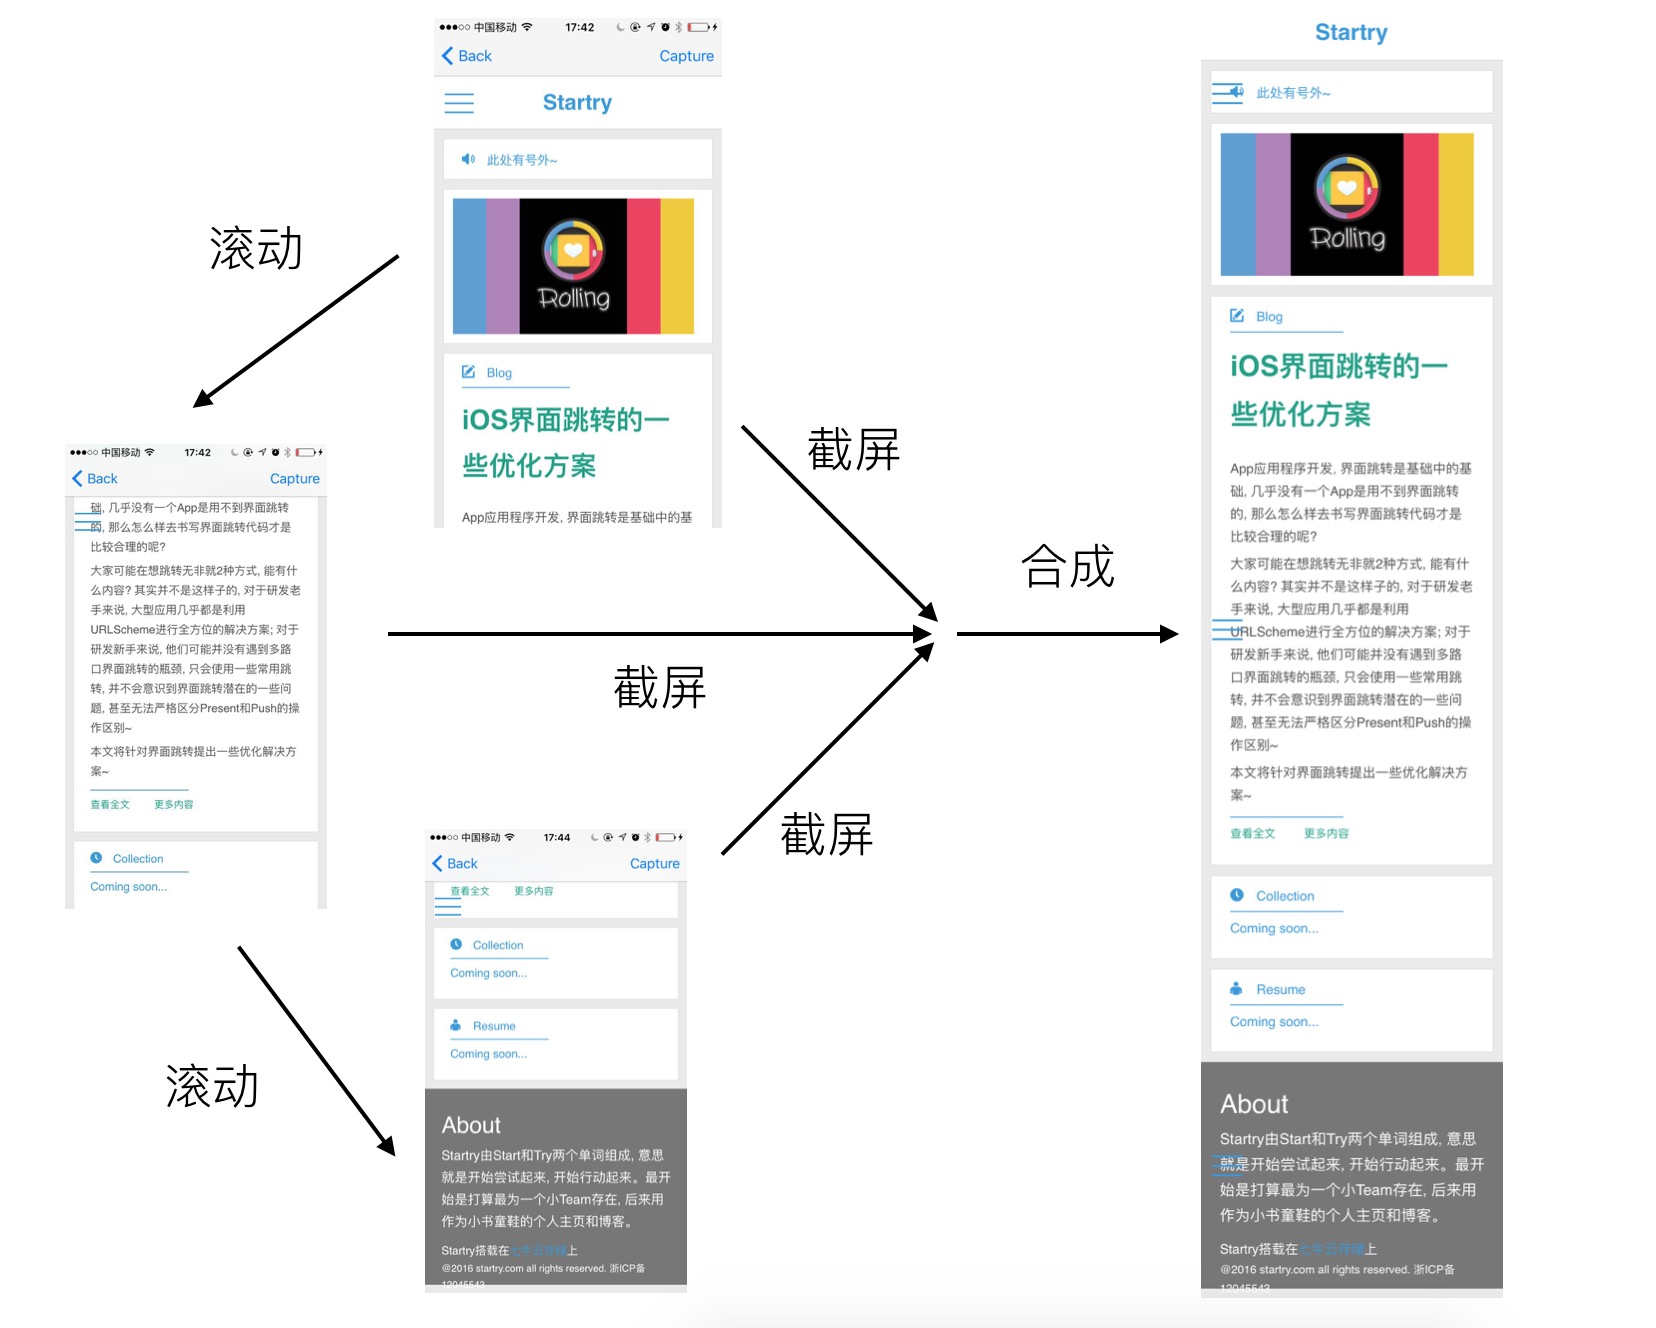 中国移动 17:42
Back Capture
Startry
此处有号外~
Rolling
Blog
iOS界面跳转的一
些优化方案
App应用程序开发, 界面跳转是基础中的基
滚动
中国移动 17:42
Back Capture
础, 几乎没有一个App是用不到界面跳转
的, 那么怎么样去书写界面跳转代码才是
比较合理的呢?
大家可能在想跳转无非就2种方式, 能有什
么内容? 其实并不是这样子的, 对于研发老
手来说, 大型应用几乎都是利用
URLScheme进行全方位的解决方案; 对于
研发新手来说, 他们可能并没有遇到多路
口界面跳转的瓶颈, 只会使用一些常用跳
转, 并不会意识到界面跳转潜在的一些问
题, 甚至无法严格区分Present和Push的操
作区别~
本文将针对界面跳转提出一些优化解决方
案~
查看全文 更多内容
Collection
Coming soon...
滚动
中国移动 17:44
Back Capture
查看全文 更多内容
Collection
Coming soon...
Resume
Coming soon...
About
Startry由Start和Try两个单词组成, 意思
就是开始尝试起来, 开始行动起来。最开
始是打算最为一个小Team存在, 后来用
作为小书童鞋的个人主页和博客。
Startry搭载在七牛云存储上
@2016 startry.com all rights reserved. 浙ICP备
12045543
截屏
截屏
截屏
合成
Startry
此处有号外~
Rolling
Blog
iOS界面跳转的一
些优化方案
App应用程序开发, 界面跳转是基础中的基
础, 几乎没有一个App是用不到界面跳转
的, 那么怎么样去书写界面跳转代码才是
比较合理的呢?
大家可能在想跳转无非就2种方式, 能有什
么内容? 其实并不是这样子的, 对于研发老
手来说, 大型应用几乎都是利用
URLScheme进行全方位的解决方案; 对于
研发新手来说, 他们可能并没有遇到多路
口界面跳转的瓶颈, 只会使用一些常用跳
转, 并不会意识到界面跳转潜在的一些问
题, 甚至无法严格区分Present和Push的操
作区别~
本文将针对界面跳转提出一些优化解决方
案~
查看全文 更多内容
Collection
Coming soon...
Resume
Coming soon...
About
Startry由Start和Try两个单词组成, 意思
就是开始尝试起来, 开始行动起来。最开
始是打算最为一个小Team存在, 后来用
作为小书童鞋的个人主页和博客。
Startry搭载在七牛云存储上
@2016 startry.com all rights reserved. 浙ICP备
12045543